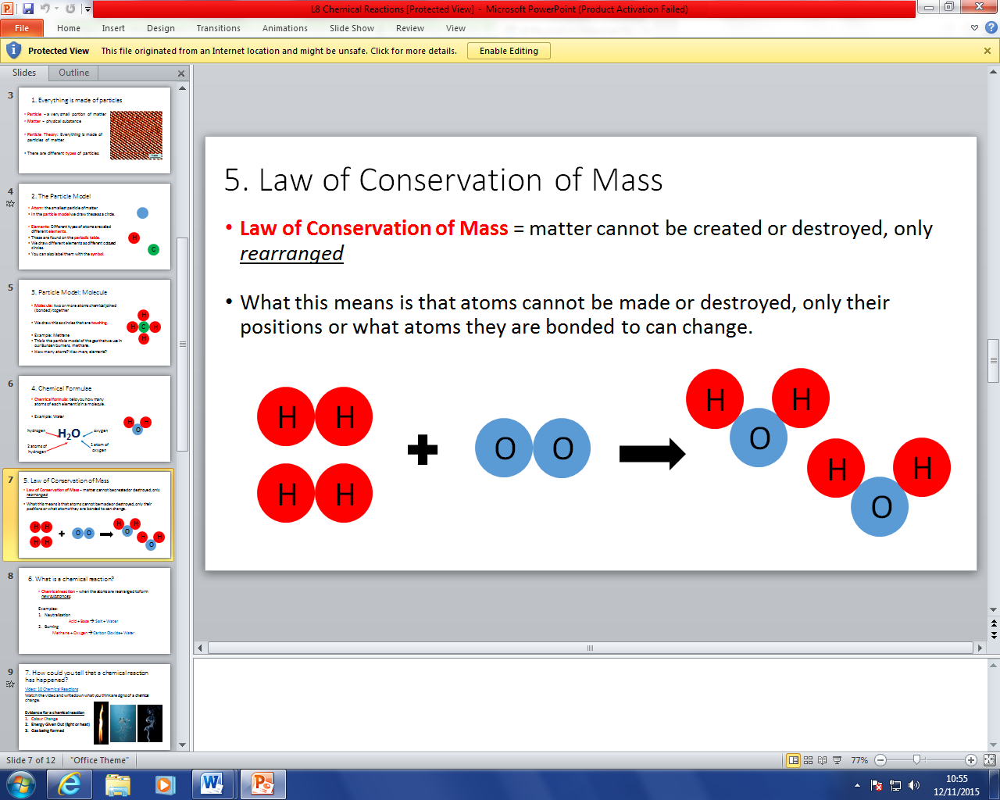 L8 Chemical Reactions [Protected View] - Microsoft PowerPoint (Product Activation Failed)
File Home Insert Design Transitions Animations Slide Show Review View
Protected View This file originated from an Internet location and might be unsafe. Click for more details. Enable Editing
Slides Outline
3
1. Everything is made of particles
• Particle - a very small portion of matter
• Matter – physical substance
• Particle Theory: Everything is made of
particles of matter.
• There are different types of particles.
4
2. The Particle Model
• Atom: the smallest particle of matter
• In the particle model we draw these as a circle.
• Elements: Different types of atoms are called
different elements.
• These are found on the periodic table.
• We draw different elements as different coloured
circles.
• You can also label them with the symbol.
H
C
5
3. Particle Model: Molecule
• Molecule: two or more atoms chemical joined
(bonded) together
• We draw this as circles that are touching.
• Example: Methane
• This is the particle model of the gas that we use in
our Bunsen burners, methane.
• How many atoms? How many elements?
H
H C H
H
6
4. Chemical Formulae
• Chemical formula: tells you how many
atoms of each element is in a molecule.
• Example: Water
hydrogen H₂O oxygen
2 atoms of
hydrogen
1 atom of
oxygen
H H
O
7
5. Law of Conservation of Mass
• Law of Conservation of Mass = matter cannot be created or destroyed, only
rearranged
• What this means is that atoms cannot be made or destroyed, only their
positions or what atoms they are bonded to can change.
H H
H H
+
O O
H H
O
H H
O
8
6. What is a chemical reaction?
• Chemical reaction – when the atoms are rearranged to form
new substances
Examples:
1. Neutralisation
Acid + Base → Salt + Water
2. Burning
Methane + Oxygen → Carbon Dioxide + Water
9
7. How could you tell that a chemical reaction
has happened?
Video: 10 Chemical Reactions
Watch the video and write down what you think are signs of a chemical
change.
Evidence for a chemical reaction
1. Colour Change
2. Energy Given Out (light or heat)
3. Gas being formed
5. Law of Conservation of Mass
• Law of Conservation of Mass = matter cannot be created or destroyed, only
rearranged
• What this means is that atoms cannot be made or destroyed, only their
positions or what atoms they are bonded to can change.
H H
H H
+
O O
H H
O
H H
O
Slide 7 of 12 "Office Theme" 77%
10:55
12/11/2015